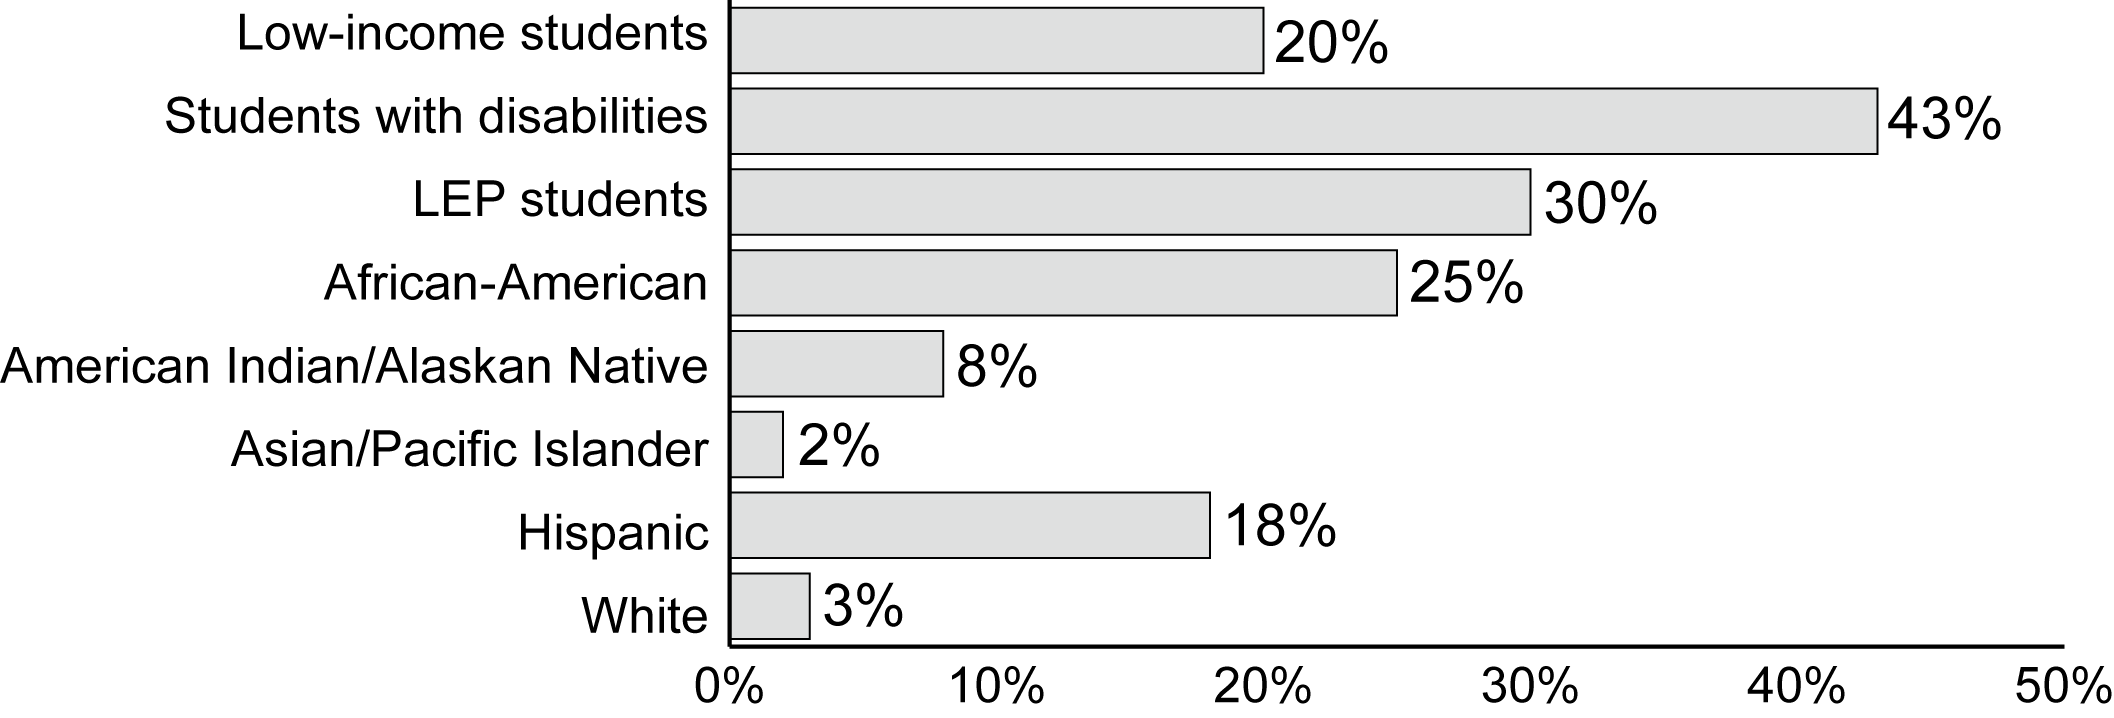 Low-income students 20%
Students with disabilities 43%
LEP students 30%
African-American 25%
American Indian/Alaskan Native 8%
Asian/Pacific Islander 2%
Hispanic 18%
White 3%
0% 10% 20% 30% 40% 50%